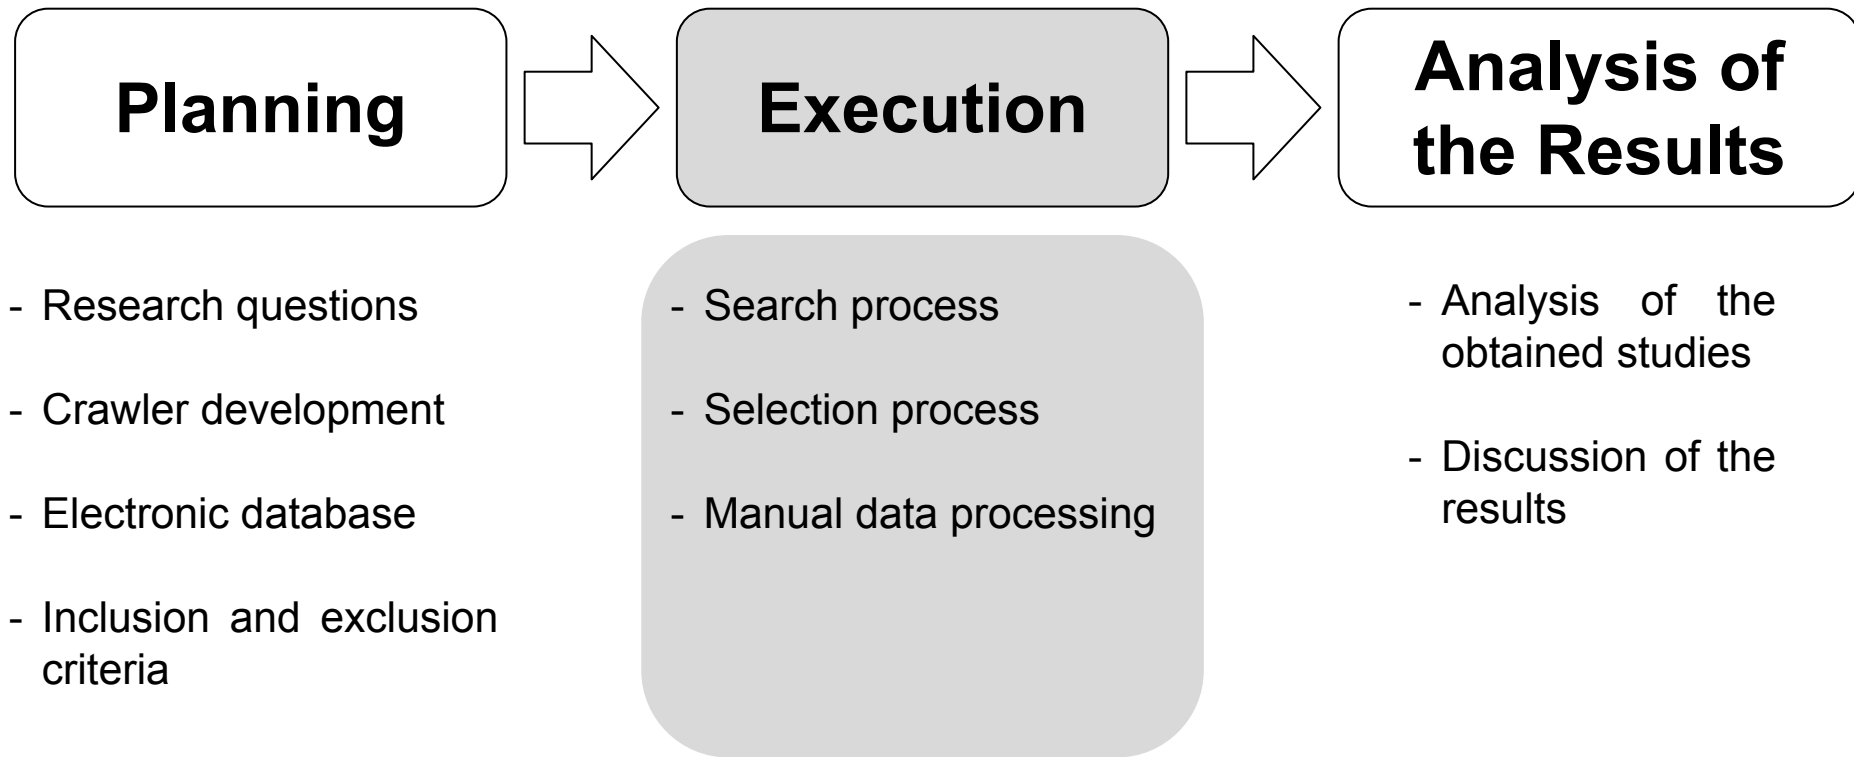 Planning
Execution
Analysis of
the Results
- Research questions
- Crawler development
- Electronic database
- Inclusion and exclusion
criteria
- Search process
- Selection process
- Manual data processing
- Analysis of the
obtained studies
- Discussion of the
results